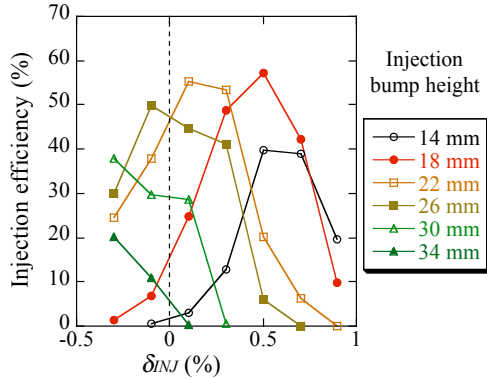 Injection efficiency (%)
70
60
50
40
30
20
10
0
-0.5
0
0.5
1
δINJ (%)
Injection
bump height
14 mm
18 mm
22 mm
26 mm
30 mm
34 mm